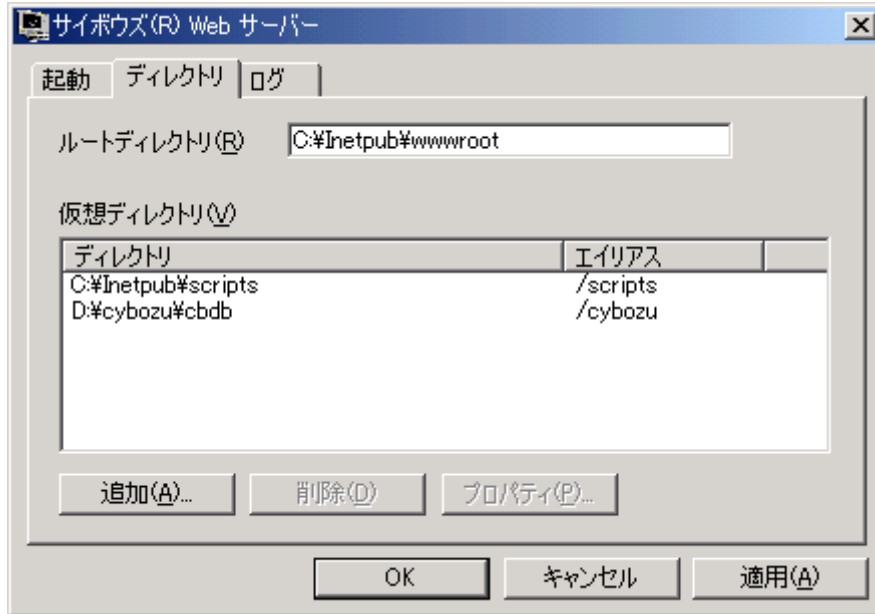 サイボウズ(R) Web サーバー
起動 ディレクトリ ログ
ルートディレクトリ(R) C:¥Inetpub¥wwwroot
仮想ディレクトリ(V)
ディレクトリ エイリアス
C:¥Inetpub¥scripts /scripts
D:¥cybozu¥cbdb /cybozu
追加(A)... 削除(D) プロパティ(P)...
OK キャンセル 適用(A)